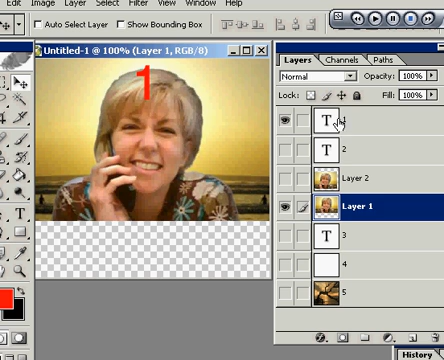 Image Layer Select Filter View Window Help
Auto Select Layer Show Bounding Box
Untitled-1 @ 100% (Layer 1, RGB/8)
1
Layers Channels Paths
Normal Opacity: 100%
Lock: Fill: 100%
T
T 2
Layer 2
Layer 1
T 3
4
5
T
History